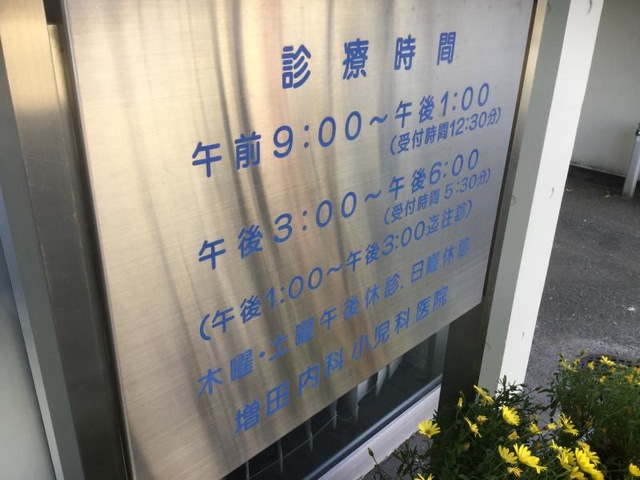 診療時間
午前9:00～午後1:00
(受付時間12:30分)
午後3:00～午後6:00
(受付時間 5:30分)
(午後1:00～午後3:00迄往診)
木曜・土曜午後休診.日曜休診
増田内科小児科医院